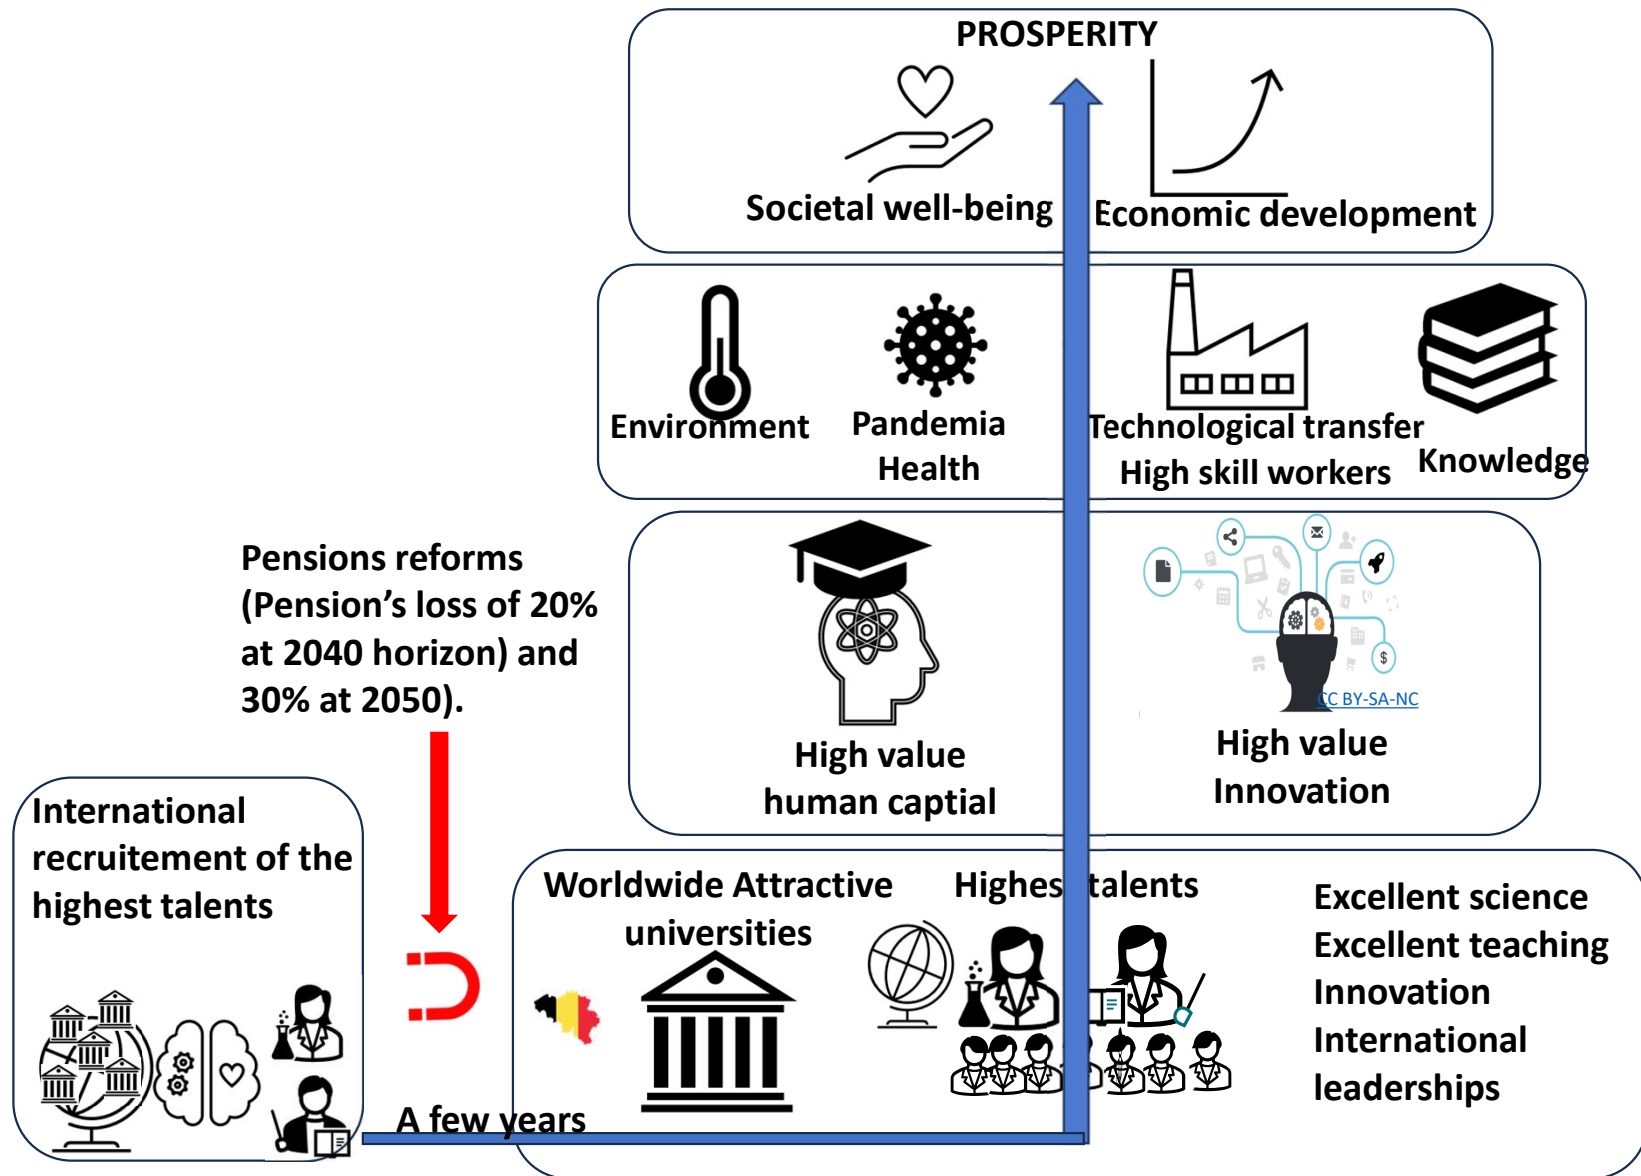 PROSPERITY
Societal well-being
Economic development
Environment
Pandemia
Health
Technological transfer
High skill workers
Knowledge
Pensions reforms
(Pension’s loss of 20%
at 2040 horizon) and
30% at 2050).
High value
human captial
$
CC BY-SA-NC
High value
Innovation
International
recruitement of the
highest talents
Worldwide Attractive
universities
Highest talents
Excellent science
Excellent teaching
Innovation
International
leaderships
A few years